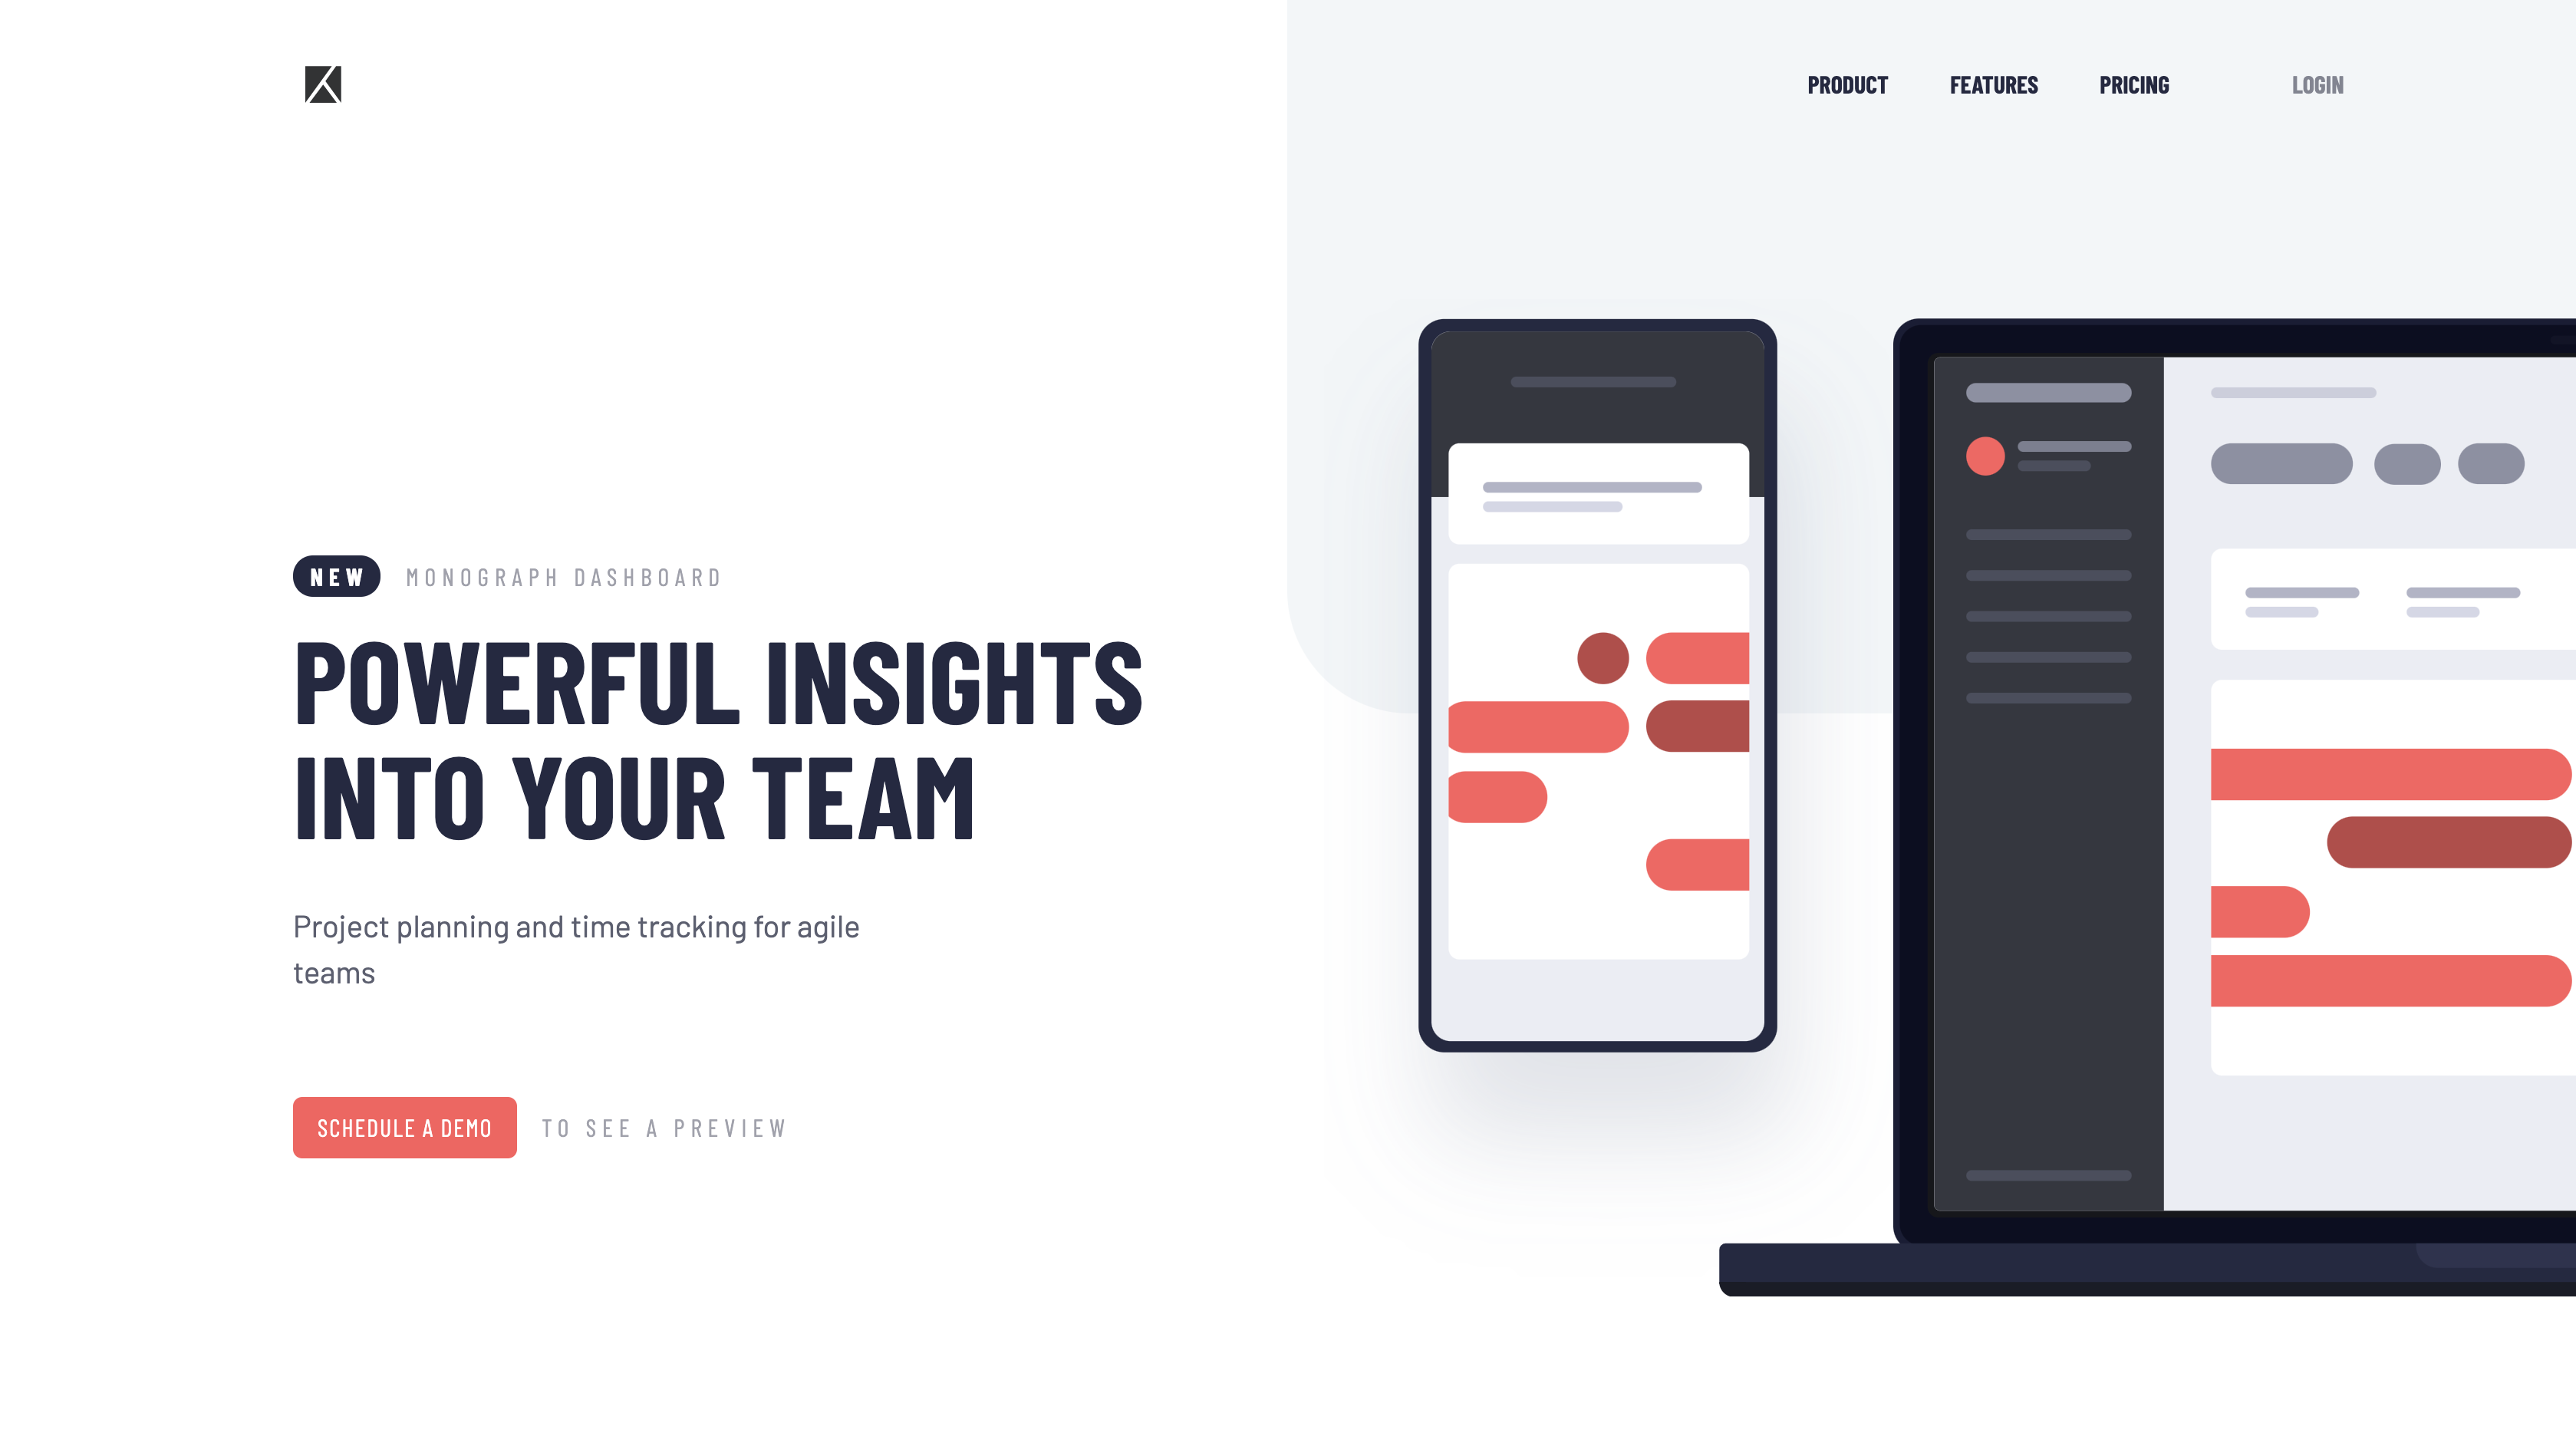 PRODUCT FEATURES PRICING LOGIN
NEW MONOGRAPH DASHBOARD
POWERFUL INSIGHTS
INTO YOUR TEAM
Project planning and time tracking for agile
teams
SCHEDULE A DEMO TO SEE A PREVIEW